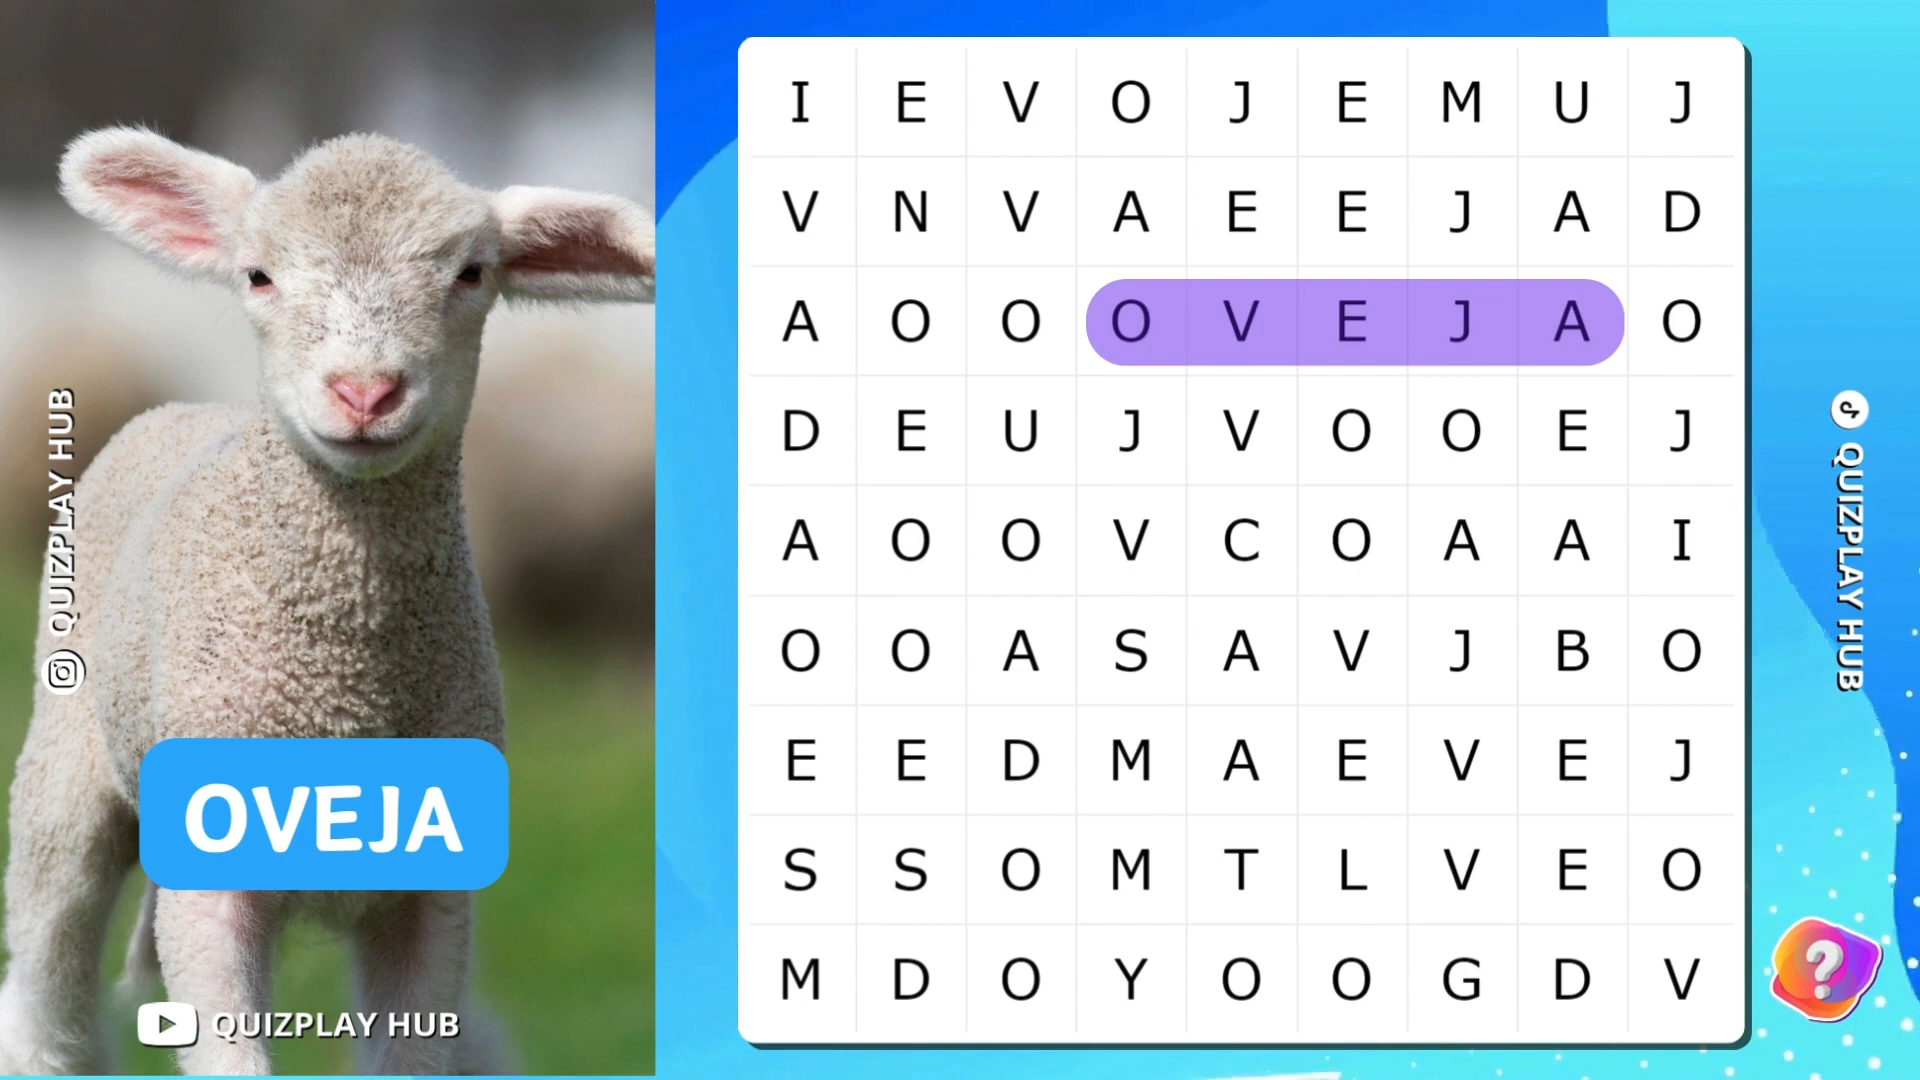 I E V O J E M U J
V N V A E E J A D
A O O O V E J A O
D E U J V O O E J
A O O V C O A A I
O O A S A V J B O
E E D M A E V E J
S S O M T L V E O
M D O Y O O G D V
OVEJA
QUIZPLAY HUB
QUIZPLAY HUB
QUIZPLAY HUB
?